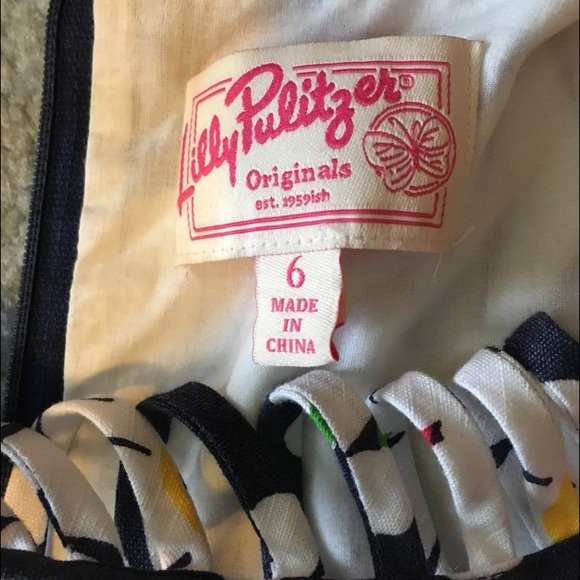 Lilly Pulitzer®
Originals
est. 1959ish
6
MADE
IN
CHINA